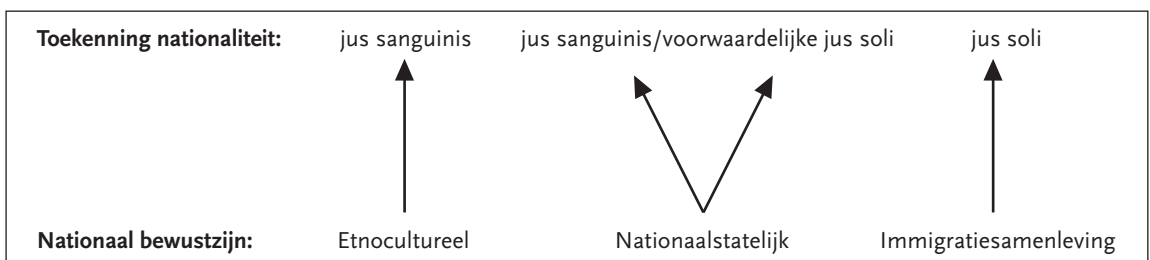 Toekenning nationaliteit: jus sanguinis jus sanguinis/voorwaardelijke jus soli jus soli
Nationaal bewustzijn: Etnocultureel Nationaalstatelijk Immigratiesamenleving